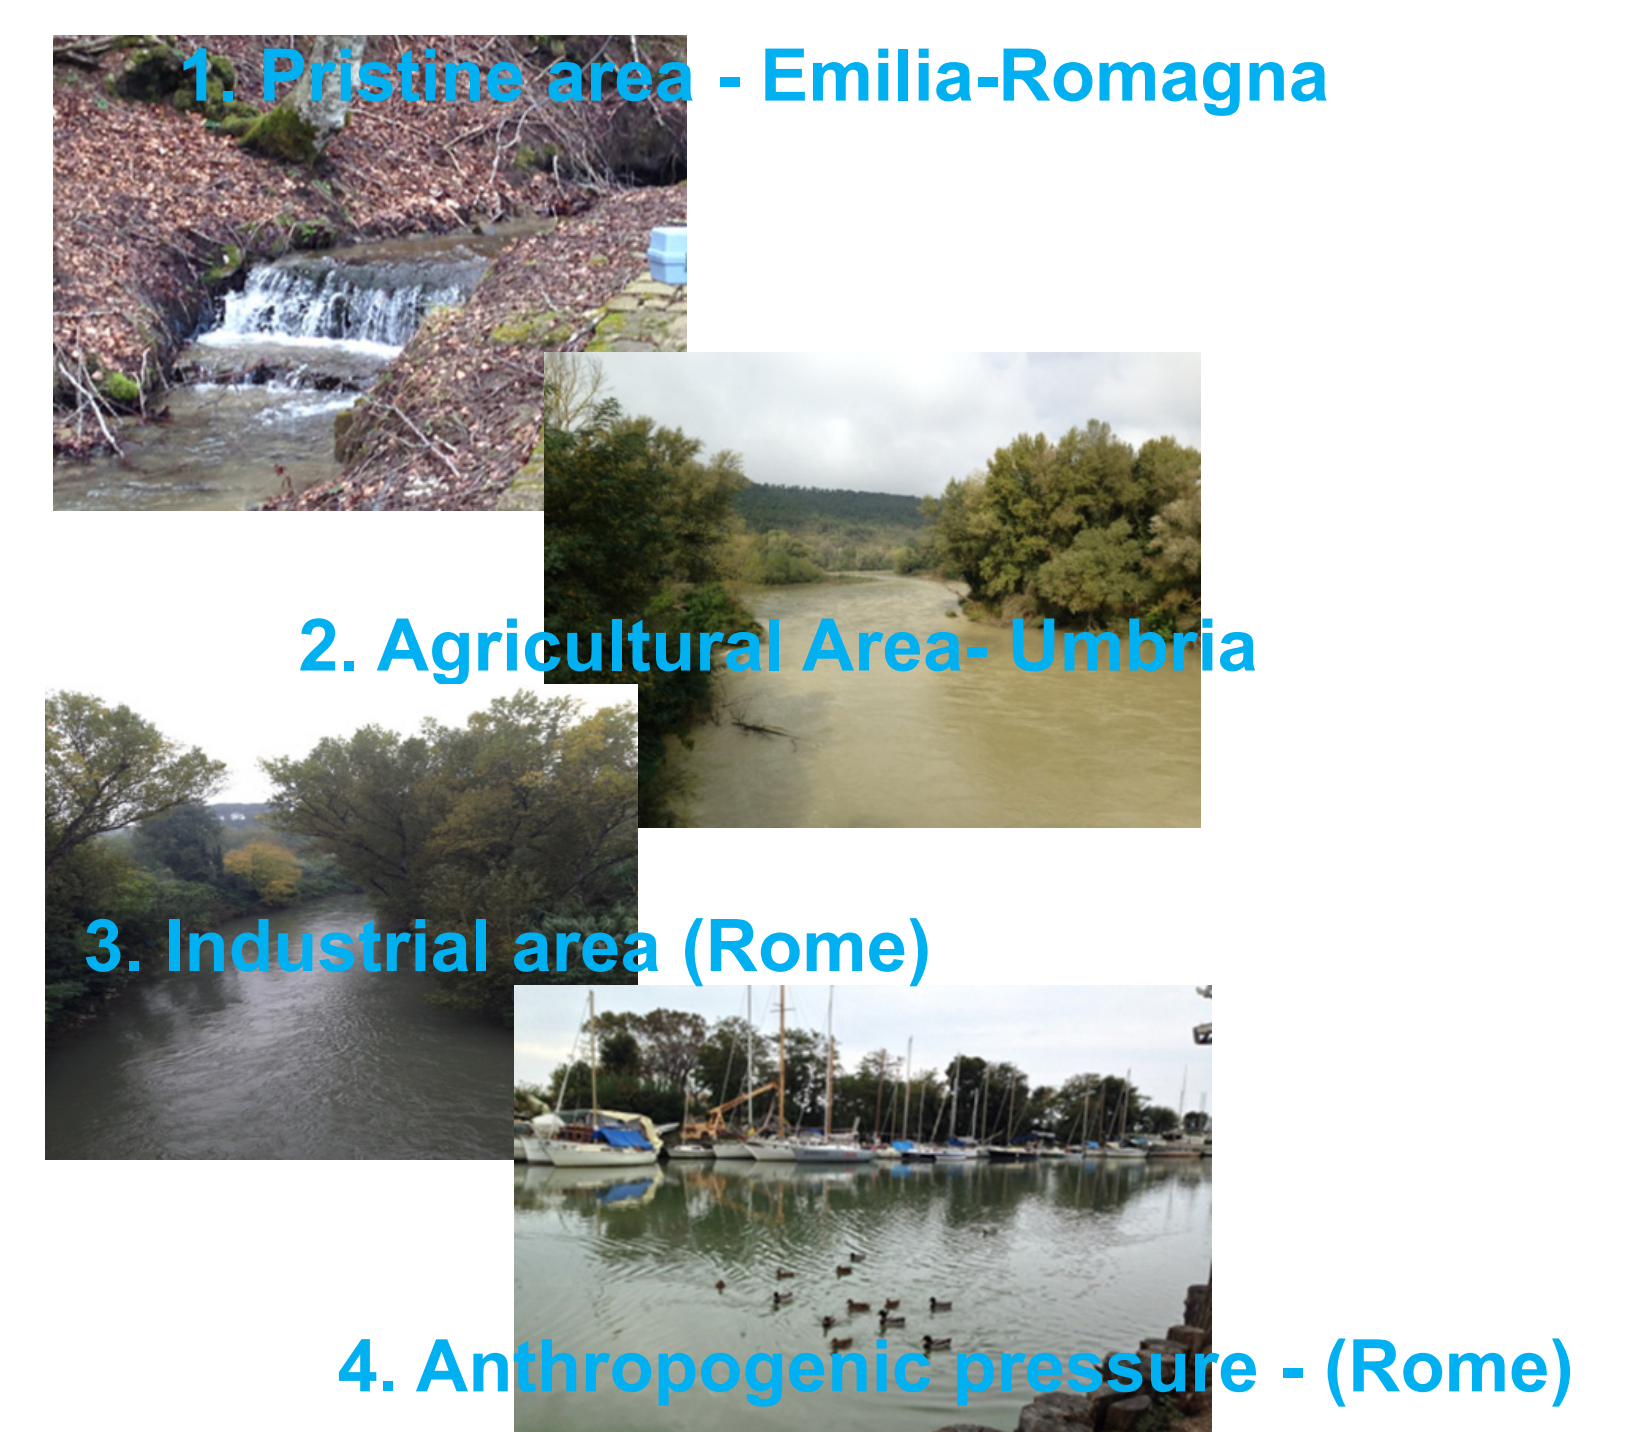 1. Pristine area - Emilia-Romagna
2. Agricultural Area- Umbria
3. Industrial area (Rome)
4. Anthropogenic pressure - (Rome)